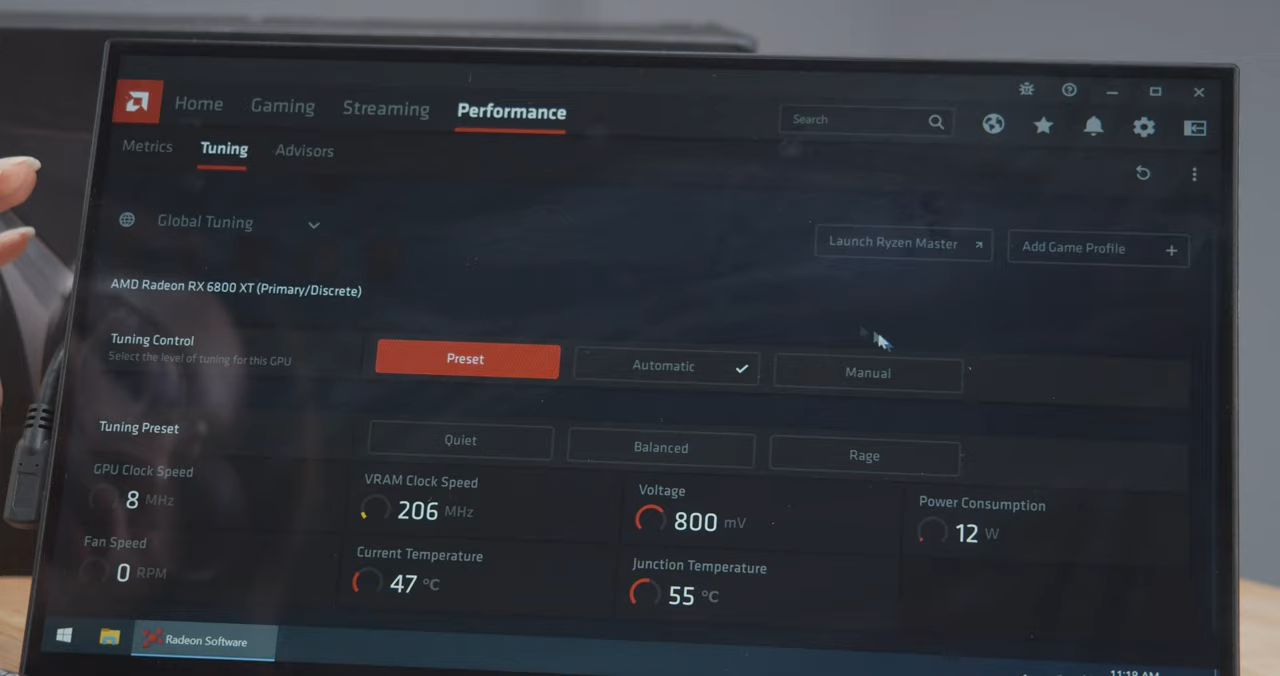 Home Gaming Streaming Performance Search
Metrics Tuning Advisors
Global Tuning
Launch Ryzen Master Add Game Profile
AMD Radeon RX 6800 XT (Primary/Discrete)
Tuning Control
Select the level of tuning for this GPU
Preset Automatic Manual
Tuning Preset
Quiet Balanced Rage
GPU Clock Speed VRAM Clock Speed Voltage Power Consumption
8 MHz 206 MHz 800 mV 12 W
Fan Speed Current Temperature Junction Temperature
0 RPM 47 °C 55 °C
Radeon Software
11:18 AM